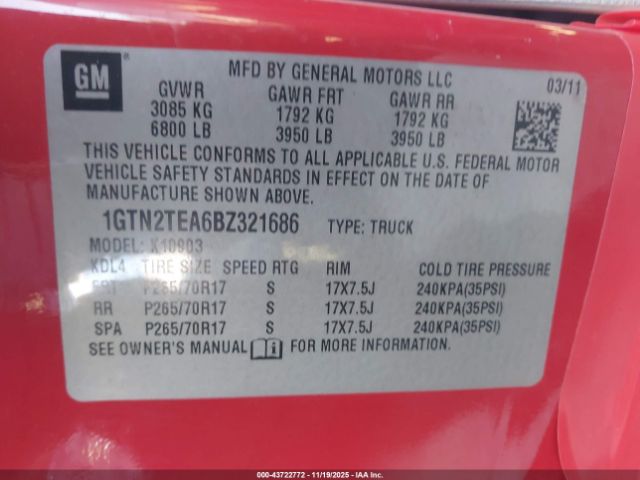 GM
MFD BY GENERAL MOTORS LLC
03/11
GVWR GAWR FRT GAWR RR
3085 KG 1792 KG 1792 KG
6800 LB 3950 LB 3950 LB
THIS VEHICLE CONFORMS TO ALL APPLICABLE U.S. FEDERAL MOTOR
VEHICLE SAFETY STANDARDS IN EFFECT ON THE DATE OF
MANUFACTURE SHOWN ABOVE.
1GTN2TEA6BZ321686 TYPE: TRUCK
MODEL: K10903
KDL4 TIRE SIZE SPEED RTG RIM COLD TIRE PRESSURE
FRT P265/70R17 S 17X7.5J 240KPA(35PSI)
RR P265/70R17 S 17X7.5J 240KPA(35PSI)
SPA P265/70R17 S 17X7.5J 240KPA(35PSI)
SEE OWNER'S MANUAL FOR MORE INFORMATION.
00-43722772 - 11/19/2025 - IAAI.COM